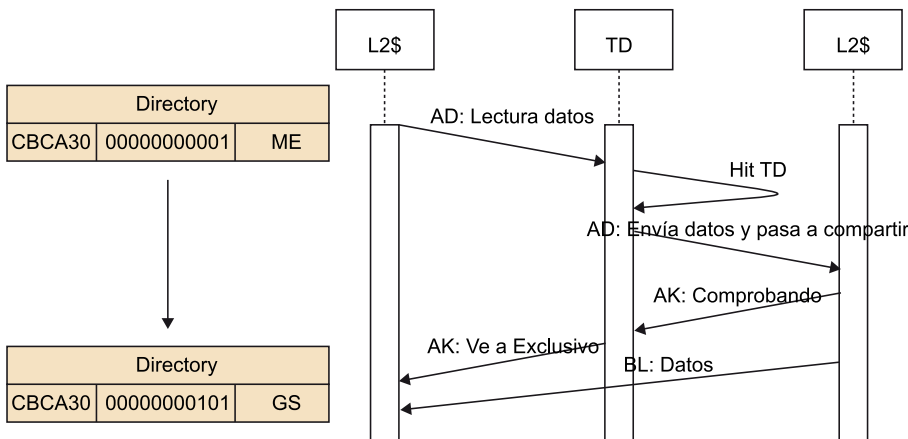 L2$
TD
L2$
Directory
CBCA30 00000000001 ME
AD: Lectura datos
Hit TD
AD: Envía datos y pasa a compartir
AK: Comprobando
AK: Ve a Exclusivo
BL: Datos
Directory
CBCA30 00000000101 GS